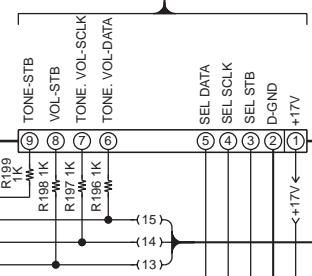 TONE-STB
VOL-STB
TONE. VOL-SCLK
TONE. VOL-DATA
SEL DATA
SEL SCLK
SEL STB
D-GND
+17V
9
8
7
6
5
4
3
2
1
R199
1K
R198 1K
R197 1K
R196 1K
+17V
15
14
13